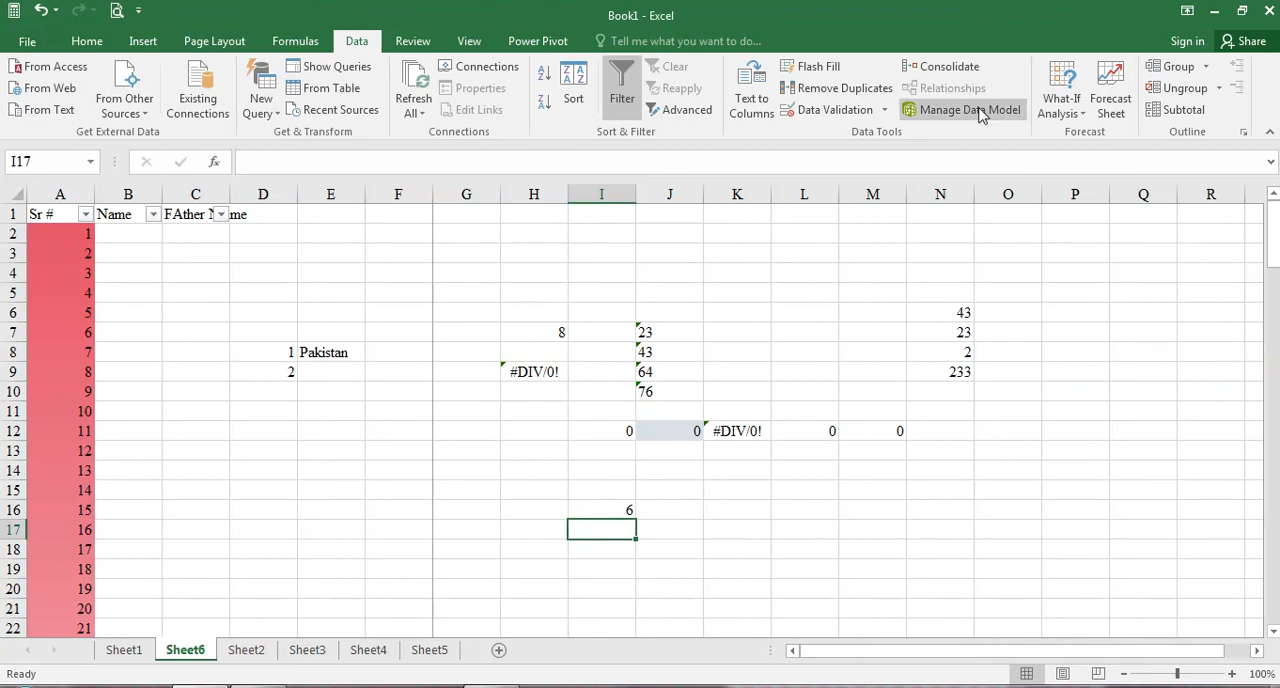 Book1 - Excel
File Home Insert Page Layout Formulas Data Review View Power Pivot Tell me what you want to do... Sign in Share
From Access
From Web
From Text
From Other Sources
Existing Connections
Get External Data
New Query
Show Queries
From Table
Recent Sources
Get & Transform
Refresh All
Connections
Properties
Edit Links
Connections
Sort
Filter
Clear
Reapply
Advanced
Sort & Filter
Text to Columns
Flash Fill
Remove Duplicates
Data Validation
Consolidate
Relationships
Manage Data Model
Data Tools
What-If Analysis
Forecast Sheet
Forecast
Group
Ungroup
Subtotal
Outline
I17 fx
A B C D E F G H I J K L M N O P Q R
1 Sr # Name FAther N me
2 1
3 2
4 3
5 4
6 5 43
7 6 8 23 23
8 7 1 Pakistan 43 2
9 8 2 #DIV/0! 64 233
10 9 76
11 10
12 11 0 0 #DIV/0! 0 0
13 12
14 13
15 14
16 15 6
17 16
18 17
19 18
20 19
21 20
22 21
Sheet1 Sheet6 Sheet2 Sheet3 Sheet4 Sheet5
Ready 100%